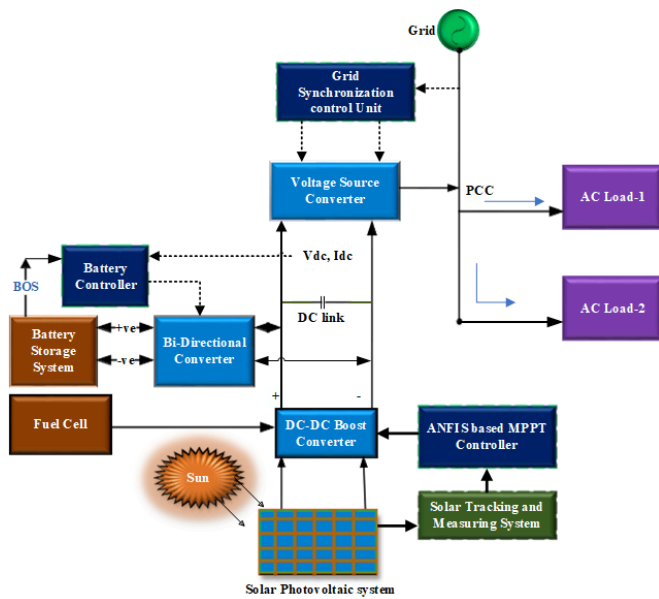 Grid
Grid
Synchronization
control Unit
Voltage Source
Converter
PCC
AC Load-1
Vdc, Idc
Battery
Controller
BOS
AC Load-2
DC link
Battery
Storage
System
+ve
-ve
Bi-Directional
Converter
+
-
Fuel Cell
DC-DC Boost
Converter
ANFIS based MPPT
Controller
Sun
Solar Tracking and
Measuring System
Solar Photovoltaic system